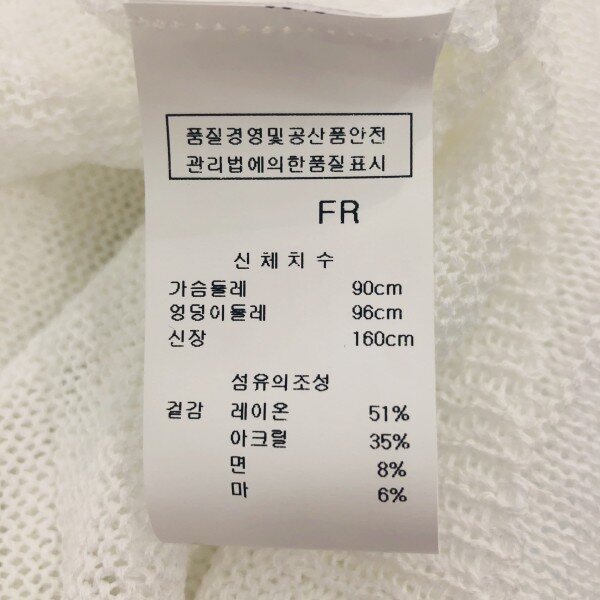 품질경영및공산품안전
관리법에의한품질표시
FR
신체치수
가슴둘레 90cm
엉덩이둘레 96cm
신장 160cm
섬유의조성
겉감 레이온 51%
아크릴 35%
면 8%
마 6%